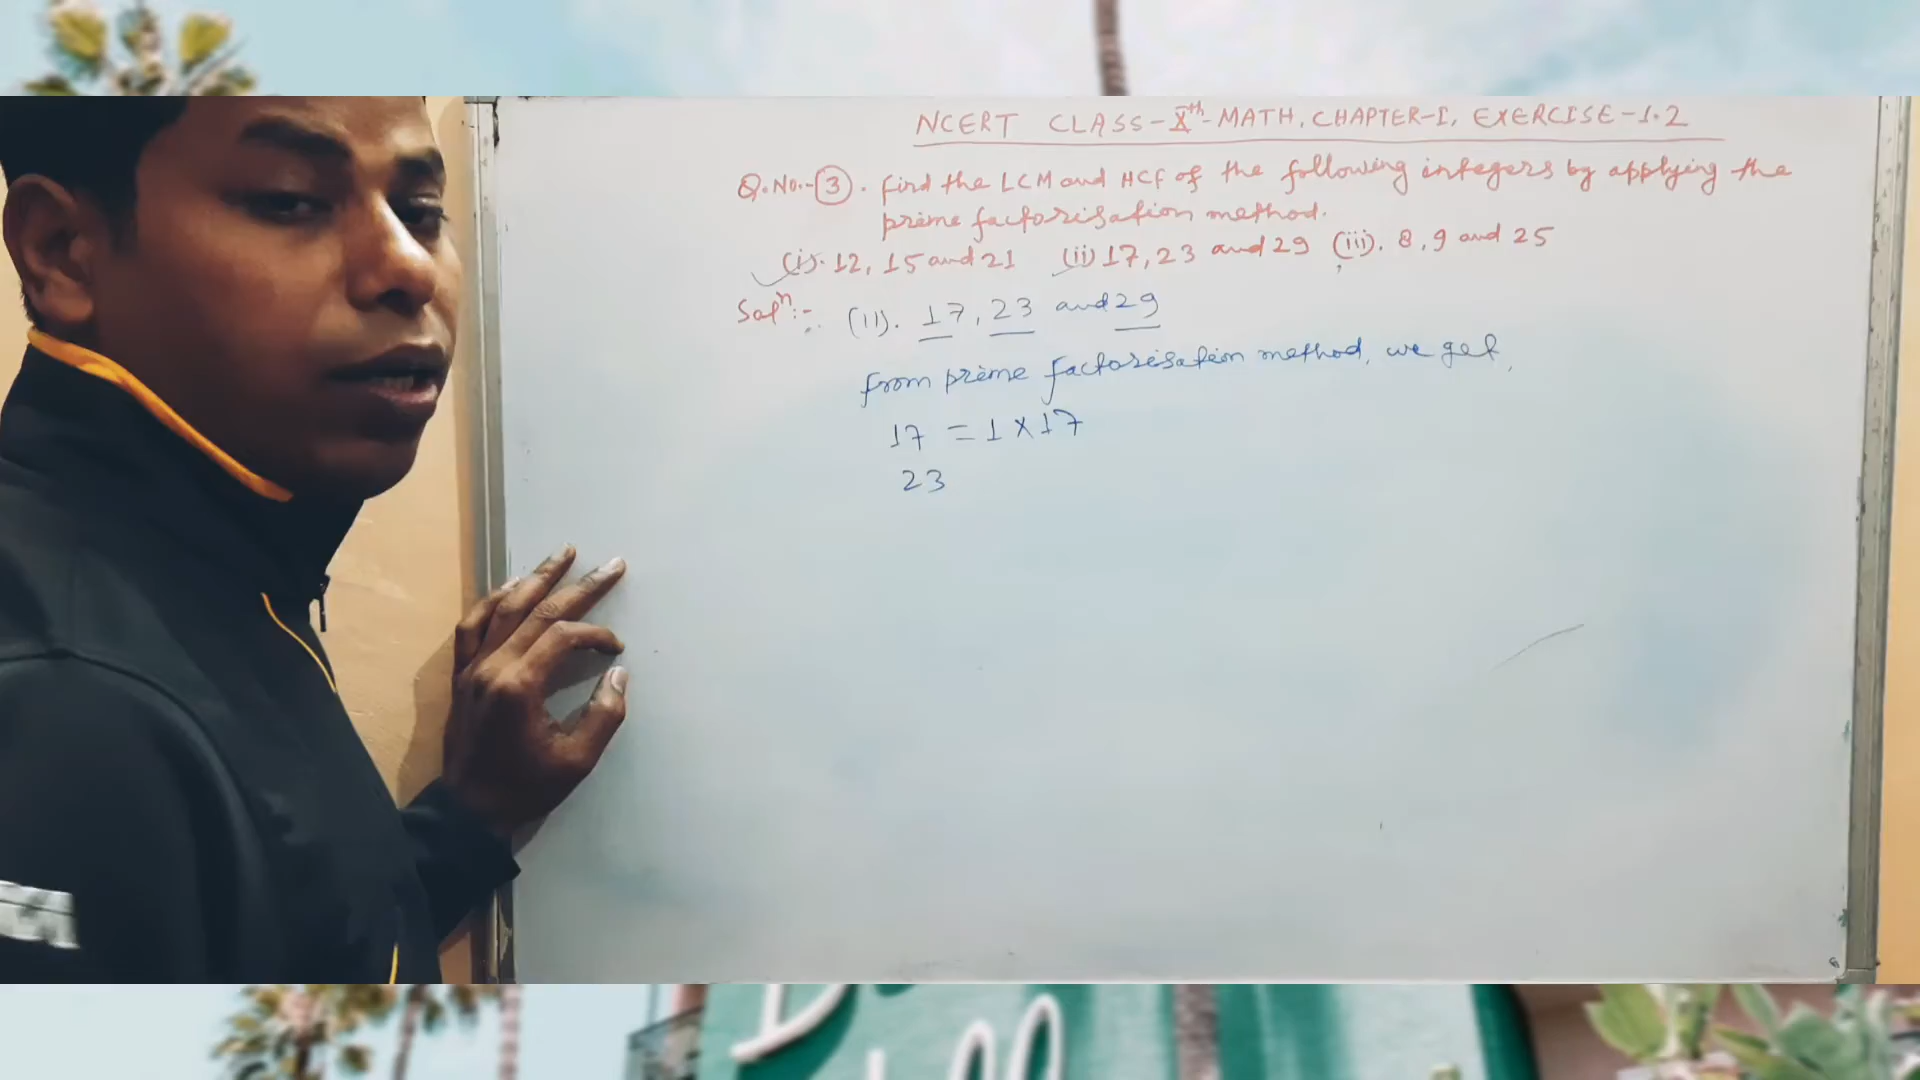 NCERT CLASS-Xth-MATH, CHAPTER-I, EXERCISE-1.2
Q.No.-(3). find the LCM and HCF of the following integers by applying the
prime factorisation method.
(i). 12, 15 and 21 (ii) 17, 23 and 29 (iii). 8, 9 and 25
Solⁿ:- (ii). 17, 23 and 29
from prime factorisation method, we get,
17 = 1 × 17
23